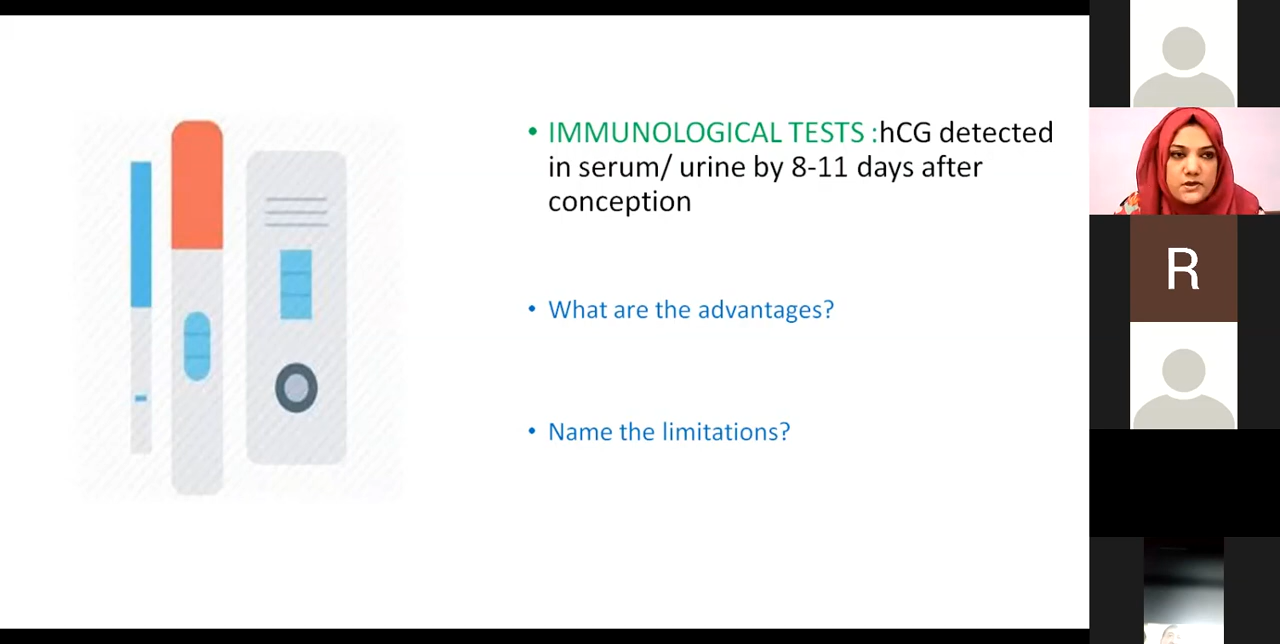 • IMMUNOLOGICAL TESTS :hCG detected
in serum/ urine by 8-11 days after
conception
• What are the advantages?
• Name the limitations?
R